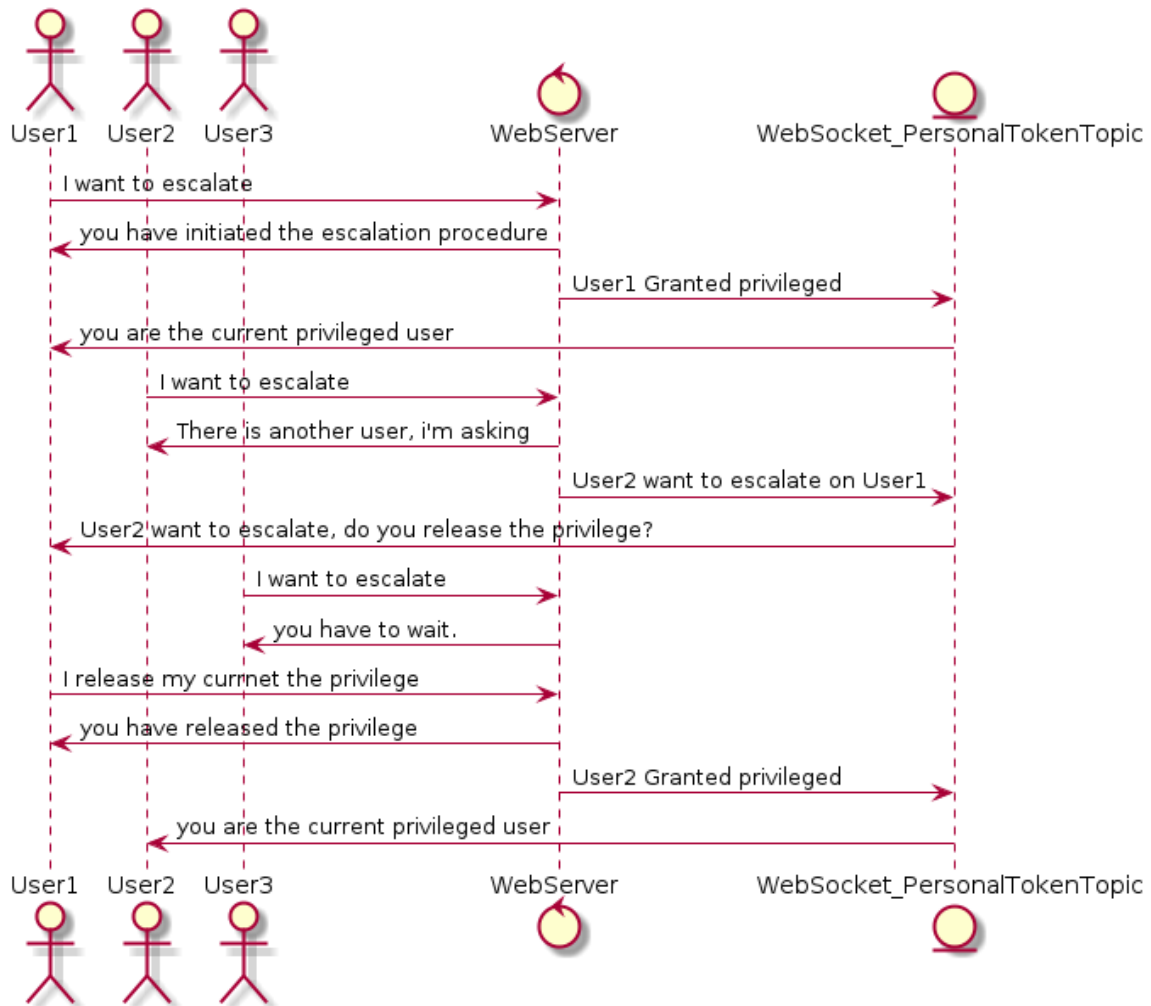 User1 User2 User3 WebServer WebSocket_PersonalTokenTopic
I want to escalate
you have initiated the escalation procedure
User1 Granted privileged
you are the current privileged user
I want to escalate
There is another user, i'm asking
User2 want to escalate on User1
User2 want to escalate, do you release the privilege?
I want to escalate
you have to wait.
I release my currnet the privilege
you have released the privilege
User2 Granted privileged
you are the current privileged user
User1 User2 User3 WebServer WebSocket_PersonalTokenTopic